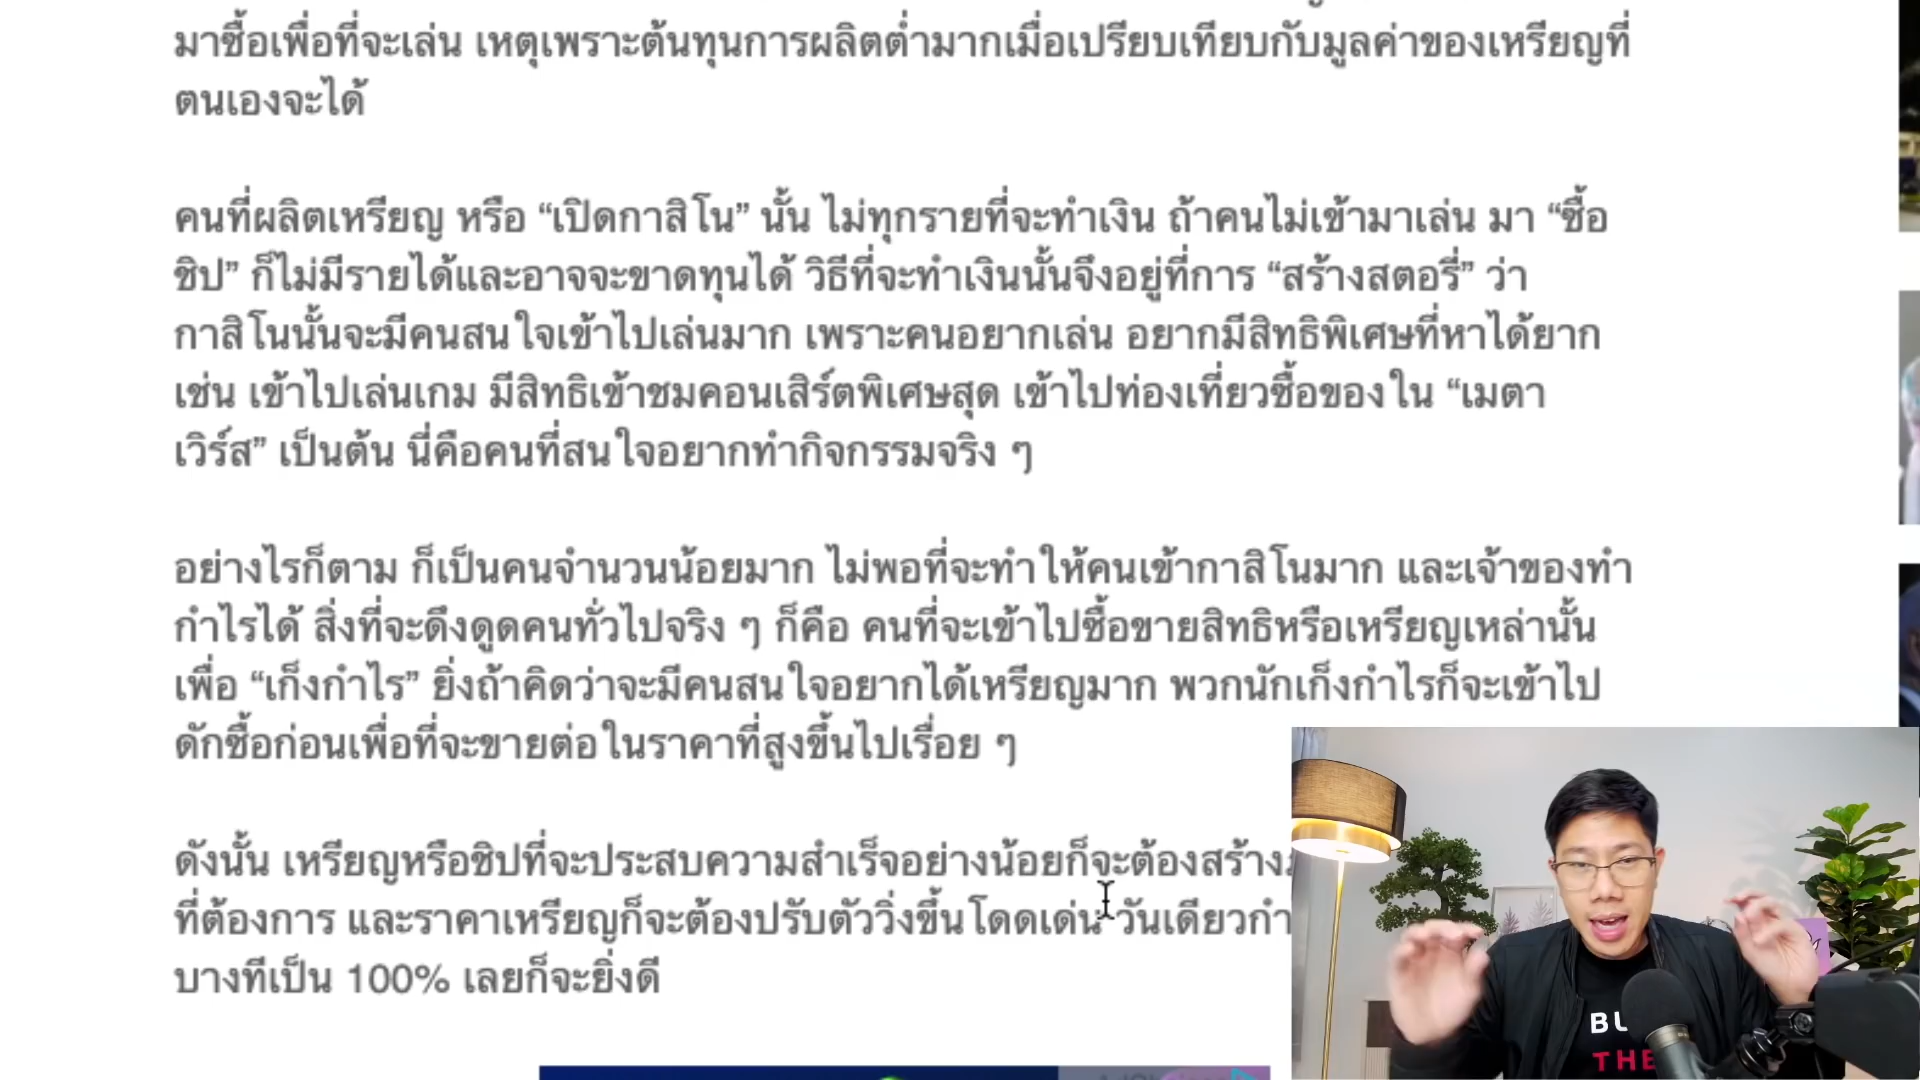 มาซื้อเพื่อที่จะเล่น เหตุเพราะต้นทุนการผลิตต่ำมากเมื่อเปรียบเทียบกับมูลค่าของเหรียญที่
ตนเองจะได้
คนที่ผลิตเหรียญ หรือ “เปิดกาสิโน” นั้น ไม่ทุกรายที่จะทำเงิน ถ้าคนไม่เข้ามาเล่น มา “ซื้อ
ชิป” ก็ไม่มีรายได้และอาจจะขาดทุนได้ วิธีที่จะทำเงินนั้นจึงอยู่ที่การ “สร้างสตอรี่” ว่า
กาสิโนนั้นจะมีคนสนใจเข้าไปเล่นมาก เพราะคนอยากเล่น อยากมีสิทธิพิเศษที่หาได้ยาก
เช่น เข้าไปเล่นเกม มีสิทธิเข้าชมคอนเสิร์ตพิเศษสุด เข้าไปท่องเที่ยวซื้อของใน “เมตา
เวิร์ส” เป็นต้น นี่คือคนที่สนใจอยากทำกิจกรรมจริง ๆ
อย่างไรก็ตาม ก็เป็นคนจำนวนน้อยมาก ไม่พอที่จะทำให้คนเข้ากาสิโนมาก และเจ้าของทำ
กำไรได้ สิ่งที่จะดึงดูดคนทั่วไปจริง ๆ ก็คือ คนที่จะเข้าไปซื้อขายสิทธิหรือเหรียญเหล่านั้น
เพื่อ “เก็งกำไร” ยิ่งถ้าคิดว่าจะมีคนสนใจอยากได้เหรียญมาก พวกนักเก็งกำไรก็จะเข้าไป
ดักซื้อก่อนเพื่อที่จะขายต่อในราคาที่สูงขึ้นไปเรื่อย ๆ
ดังนั้น เหรียญหรือชิปที่จะประสบความสำเร็จอย่างน้อยก็จะต้องสร้าง
ที่ต้องการ และราคาเหรียญก็จะต้องปรับตัววิ่งขึ้นโดดเด่น วันเดียวกำ
บางทีเป็น 100% เลยก็จะยิ่งดี
BU
THE